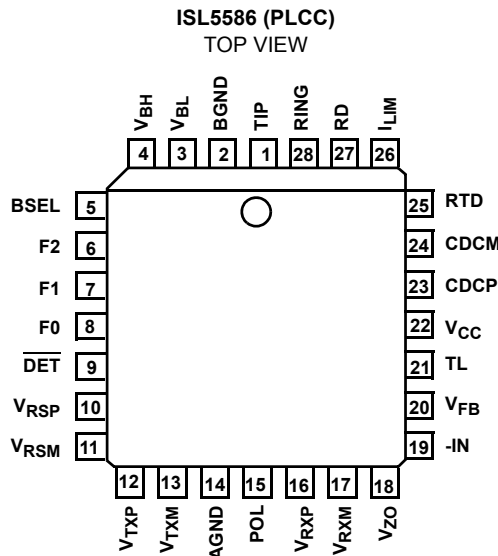 ISL5586 (PLCC)
TOP VIEW
VBH
VBL
BGND
TIP
RING
RD
ILIM
4
3
2
1
28
27
26
BSEL 5
F2 6
F1 7
F0 8
DET 9
VRSP 10
VRSM 11
25 RTD
24 CDCM
23 CDCP
22 VCC
21 TL
20 VFB
19 -IN
12
13
14
15
16
17
18
VTXP
VTXM
AGND
POL
VRXP
VRXM
VZO